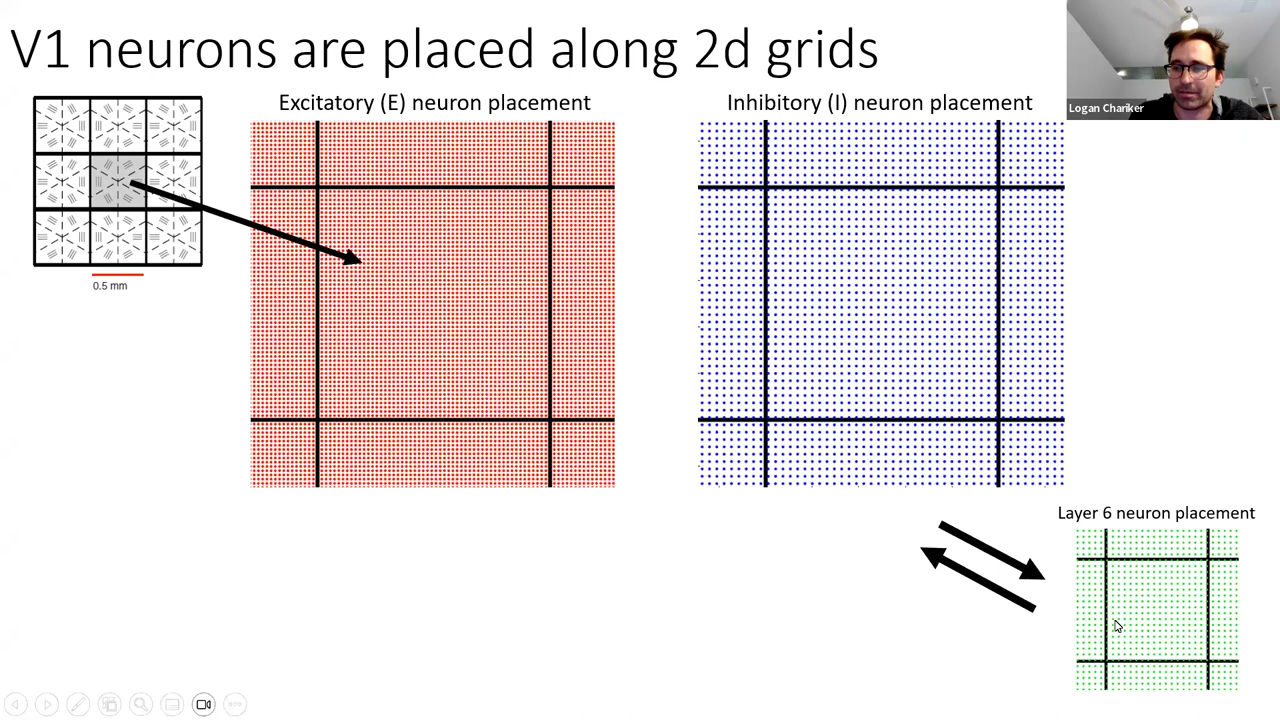 V1 neurons are placed along 2d grids
Logan Chariker
Excitatory (E) neuron placement
Inhibitory (I) neuron placement
0.5 mm
Layer 6 neuron placement